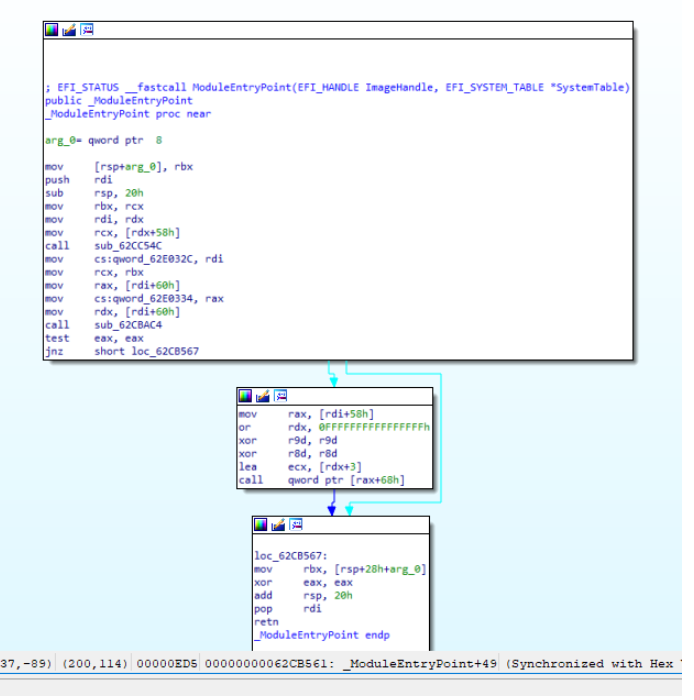 ; EFI_STATUS __fastcall ModuleEntryPoint(EFI_HANDLE ImageHandle, EFI_SYSTEM_TABLE *SystemTable)
public _ModuleEntryPoint
_ModuleEntryPoint proc near
arg_0= qword ptr  8
mov     [rsp+arg_0], rbx
push    rdi
sub     rsp, 20h
mov     rbx, rcx
mov     rdi, rdx
mov     rcx, [rdx+58h]
call    sub_62CC54C
mov     cs:qword_62E032C, rdi
mov     rcx, rbx
mov     rax, [rdi+60h]
mov     cs:qword_62E0334, rax
mov     rdx, [rdi+60h]
call    sub_62CBAC4
test    eax, eax
jnz     short loc_62CB567
mov     rax, [rdi+58h]
or      rdx, 0FFFFFFFFFFFFFFFFh
xor     r9d, r9d
xor     r8d, r8d
lea     ecx, [rdx+3]
call    qword ptr [rax+68h]
loc_62CB567:
mov     rbx, [rsp+28h+arg_0]
xor     eax, eax
add     rsp, 20h
pop     rdi
retn
_ModuleEntryPoint endp
37,-89) (200,114) 00000ED5 00000000062CB561: _ModuleEntryPoint+49 (Synchronized with Hex